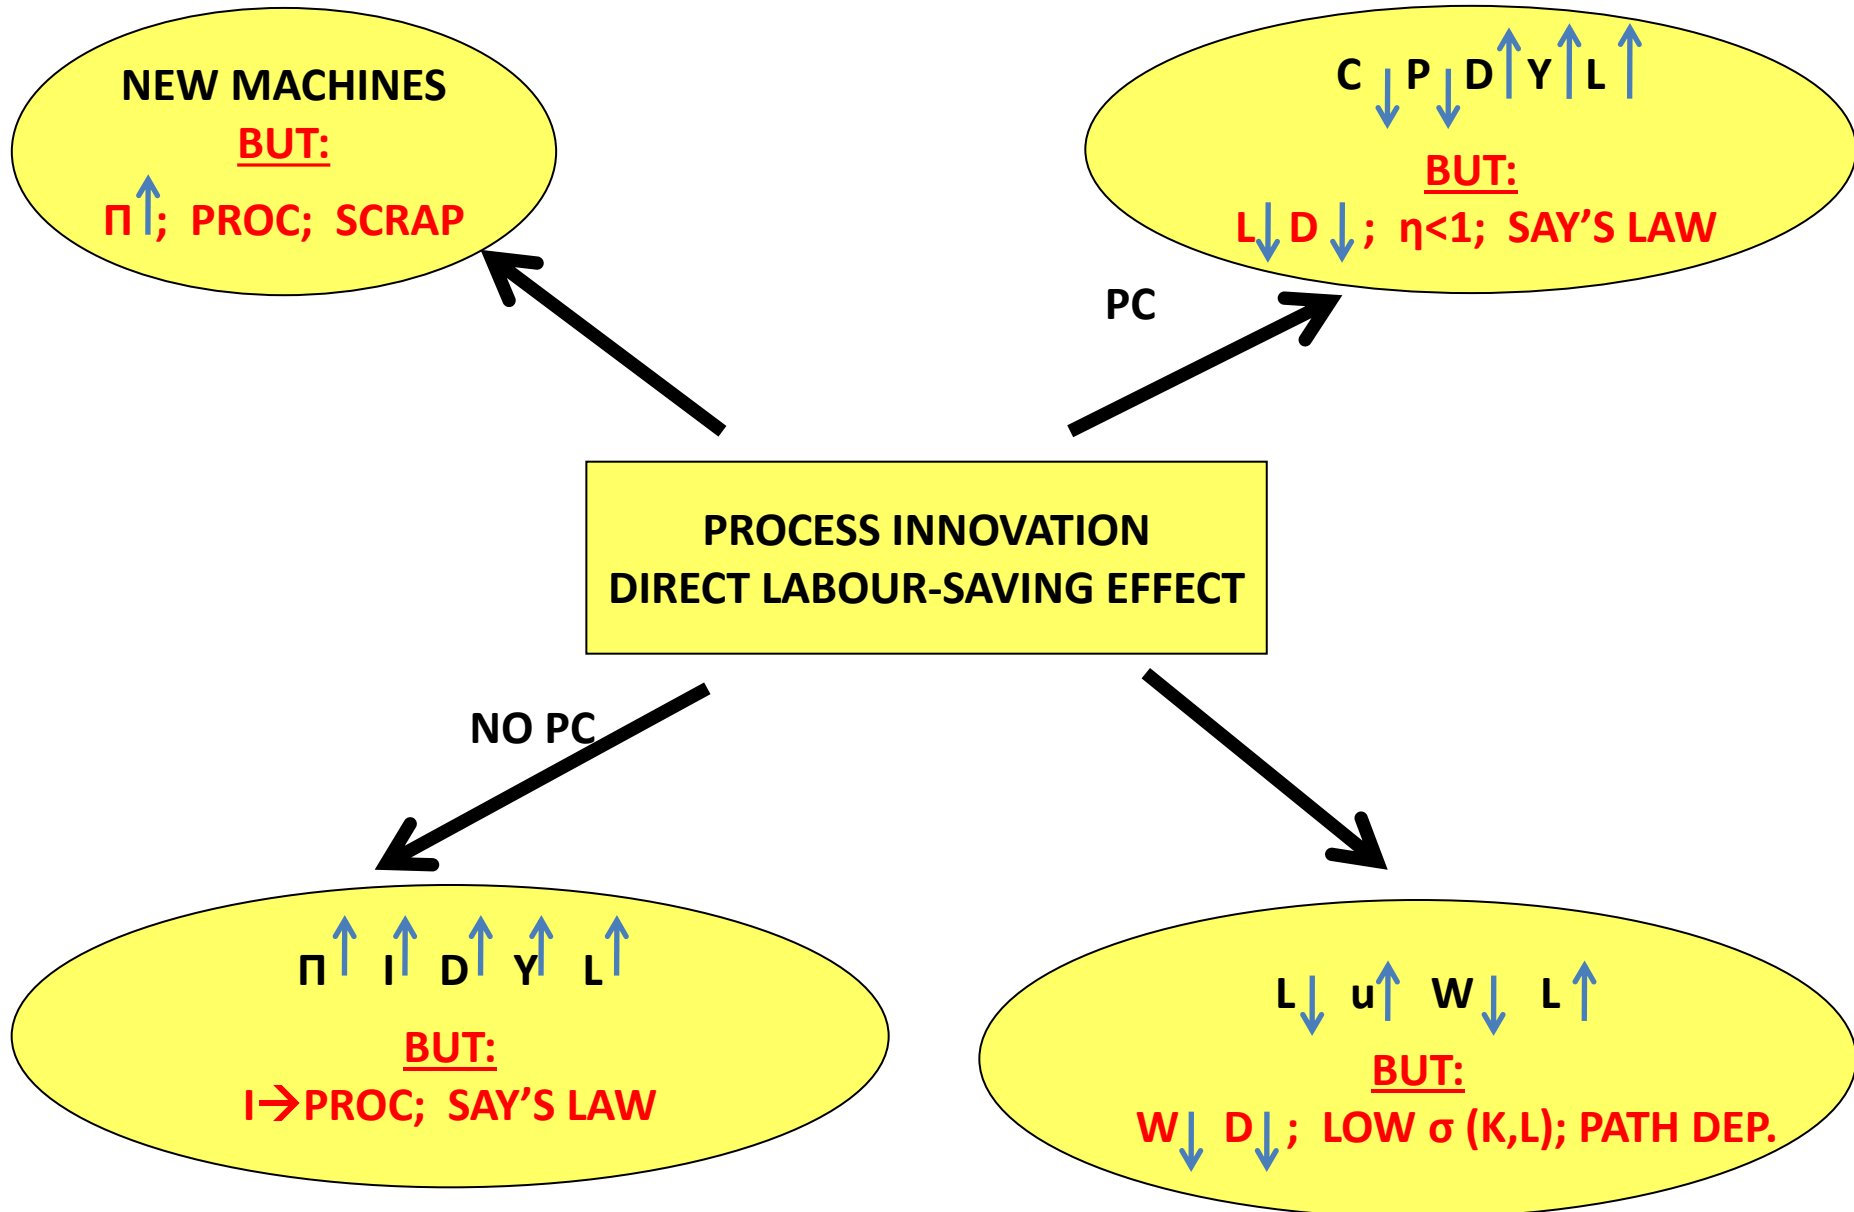 NEW MACHINES
BUT:
Π↑; PROC; SCRAP
C↓ P↓ D↑ Y↑ L↑
BUT:
L↓ D↓; η<1; SAY'S LAW
PC
PROCESS INNOVATION
DIRECT LABOUR-SAVING EFFECT
NO PC
Π↑ I↑ D↑ Y↑ L↑
BUT:
I→PROC; SAY'S LAW
L↓ u↑ W↓ L↑
BUT:
W↓ D↓; LOW σ (K,L); PATH DEP.